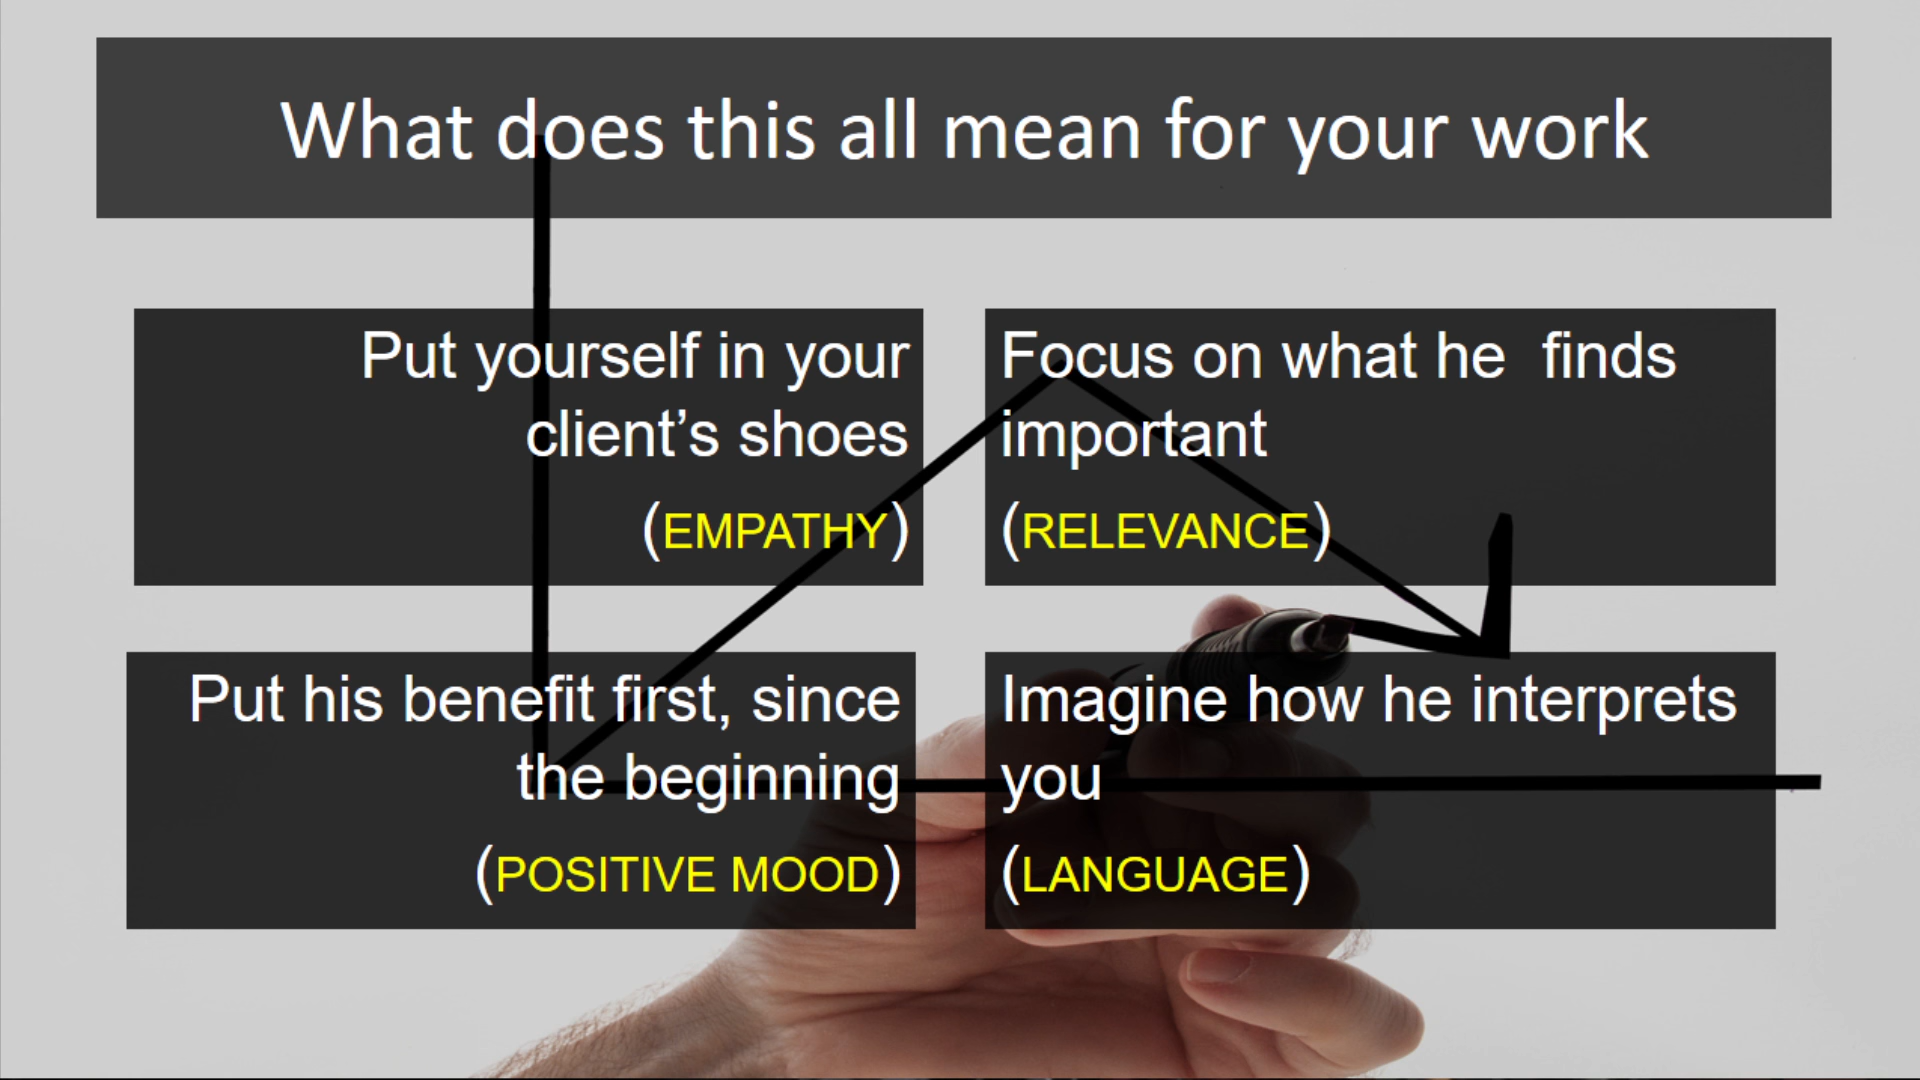 What does this all mean for your work
Put yourself in your
client’s shoes
(EMPATHY)
Focus on what he  finds
important
(RELEVANCE)
Put his benefit first, since
the beginning
(POSITIVE MOOD)
Imagine how he interprets
you
(LANGUAGE)